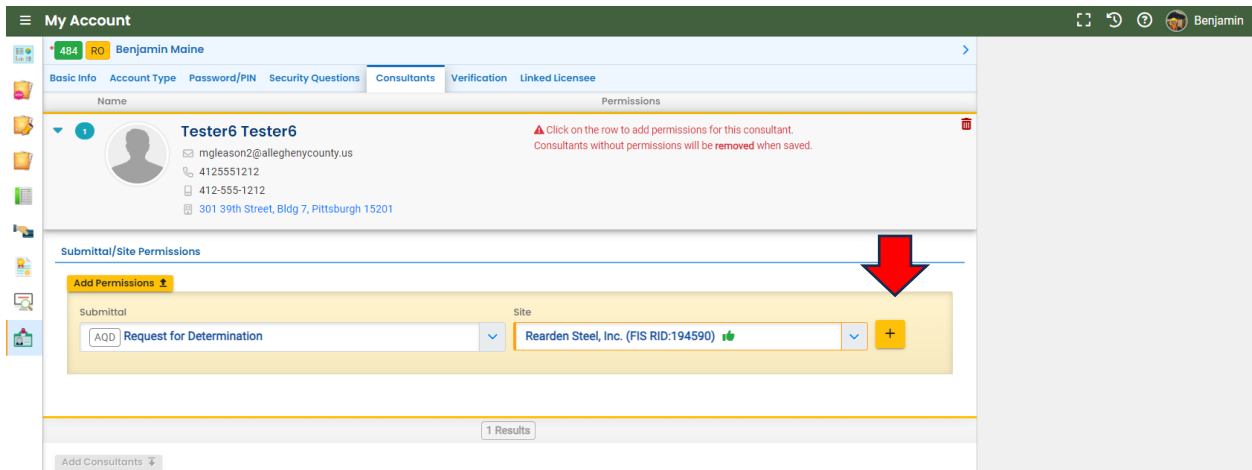 My Account
Benjamin
* 484 RO Benjamin Maine
Basic Info Account Type Password/PIN Security Questions Consultants Verification Linked Licensee
Name Permissions
1 Tester6 Tester6
Click on the row to add permissions for this consultant.
Consultants without permissions will be removed when saved.
mgleason2@alleghenycounty.us
4125551212
412-555-1212
301 39th Street, Bldg 7, Pittsburgh 15201
Submittal/Site Permissions
Add Permissions
Submittal Site
AQD Request for Determination Rearden Steel, Inc. (FIS RID:194590) +
1 Results
Add Consultants